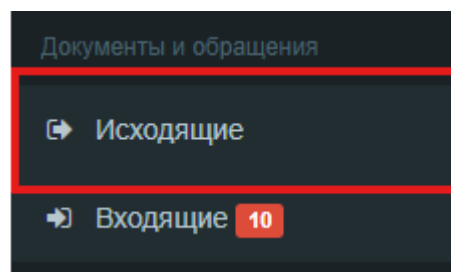 Документы и обращения
Исходящие
Входящие 10